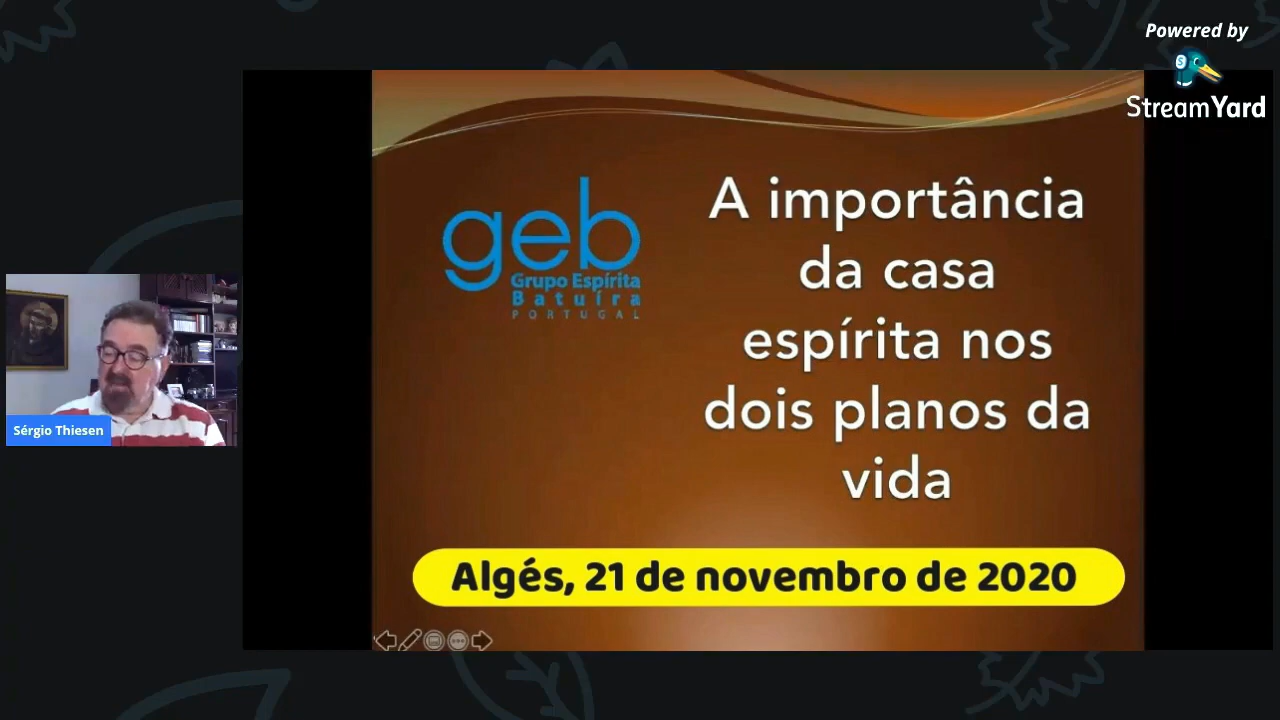 Powered by
StreamYard
geb
Grupo Espírita
Batuíra
PORTUGAL
A importância
da casa
espírita nos
dois planos da
vida
Sérgio Thiesen
Algés, 21 de novembro de 2020